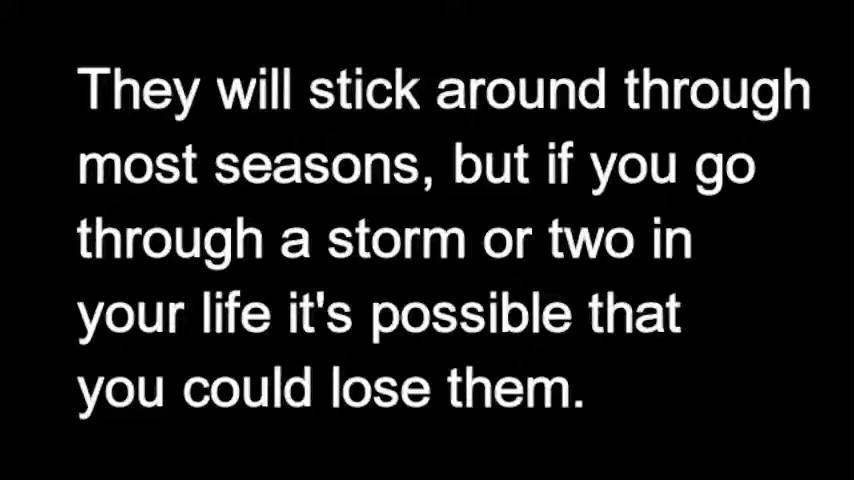 They will stick around through
most seasons, but if you go
through a storm or two in
your life it's possible that
you could lose them.